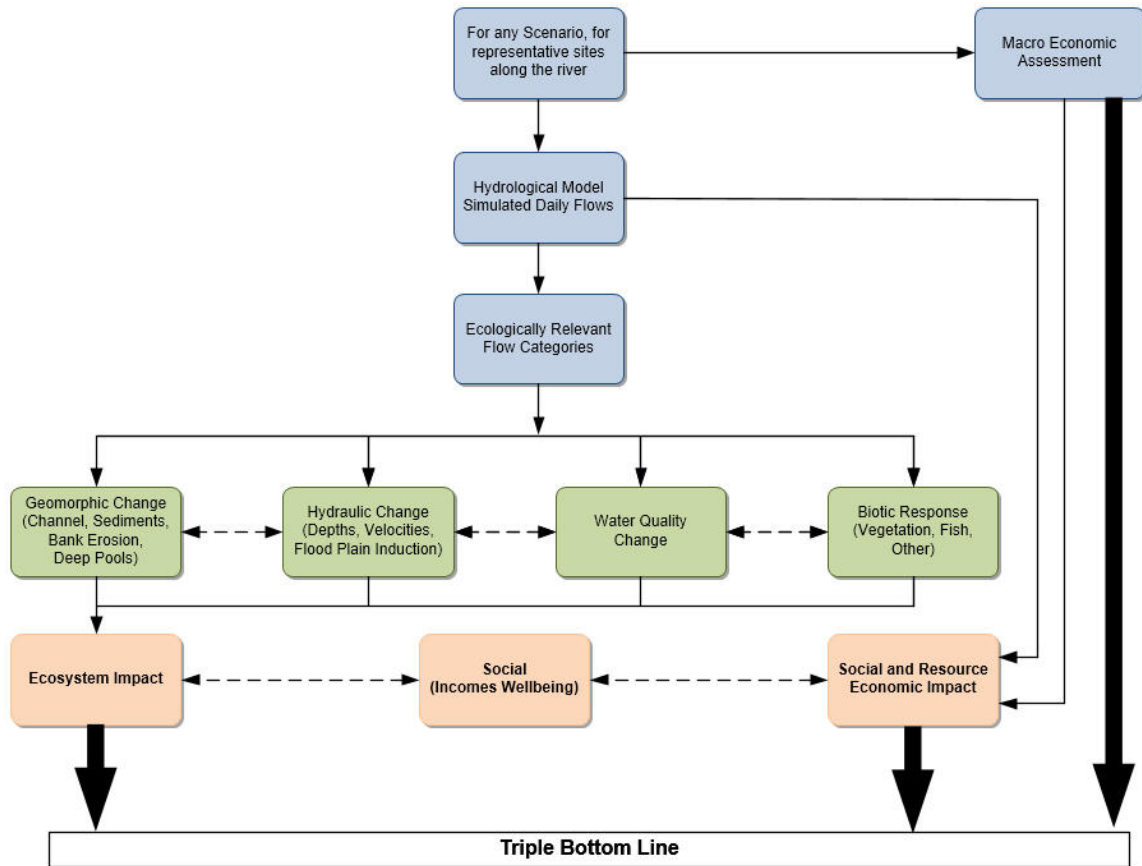 For any Scenario, for
representative sites
along the river
Macro Economic
Assessment
Hydrological Model
Simulated Daily Flows
Ecologically Relevant
Flow Categories
Geomorphic Change
(Channel, Sediments,
Bank Erosion,
Deep Pools)
Hydraulic Change
(Depths, Velocities,
Flood Plain Induction)
Water Quality
Change
Biotic Response
(Vegetation, Fish,
Other)
Ecosystem Impact
Social
(Incomes Wellbeing)
Social and Resource
Economic Impact
Triple Bottom Line